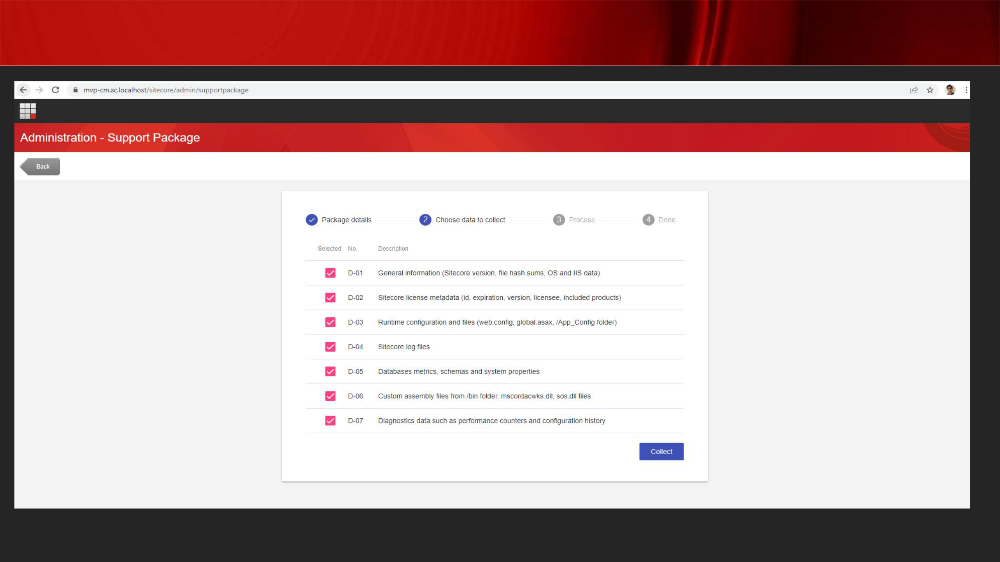 mvp-cm.sc.localhost/sitecore/admin/supportpackage
Administration - Support Package
Back
Package details
2 Choose data to collect
3 Process
4 Done
Selected No. Description
D-01 General information (Sitecore version, file hash sums, OS and IIS data)
D-02 Sitecore license metadata (id, expiration, version, licensee, included products)
D-03 Runtime configuration and files (web.config, global.asax, /App_Config folder)
D-04 Sitecore log files
D-05 Databases metrics, schemas and system properties
D-06 Custom assembly files from /bin folder, mscordacwks.dll, sos.dll files
D-07 Diagnostics data such as performance counters and configuration history
Collect